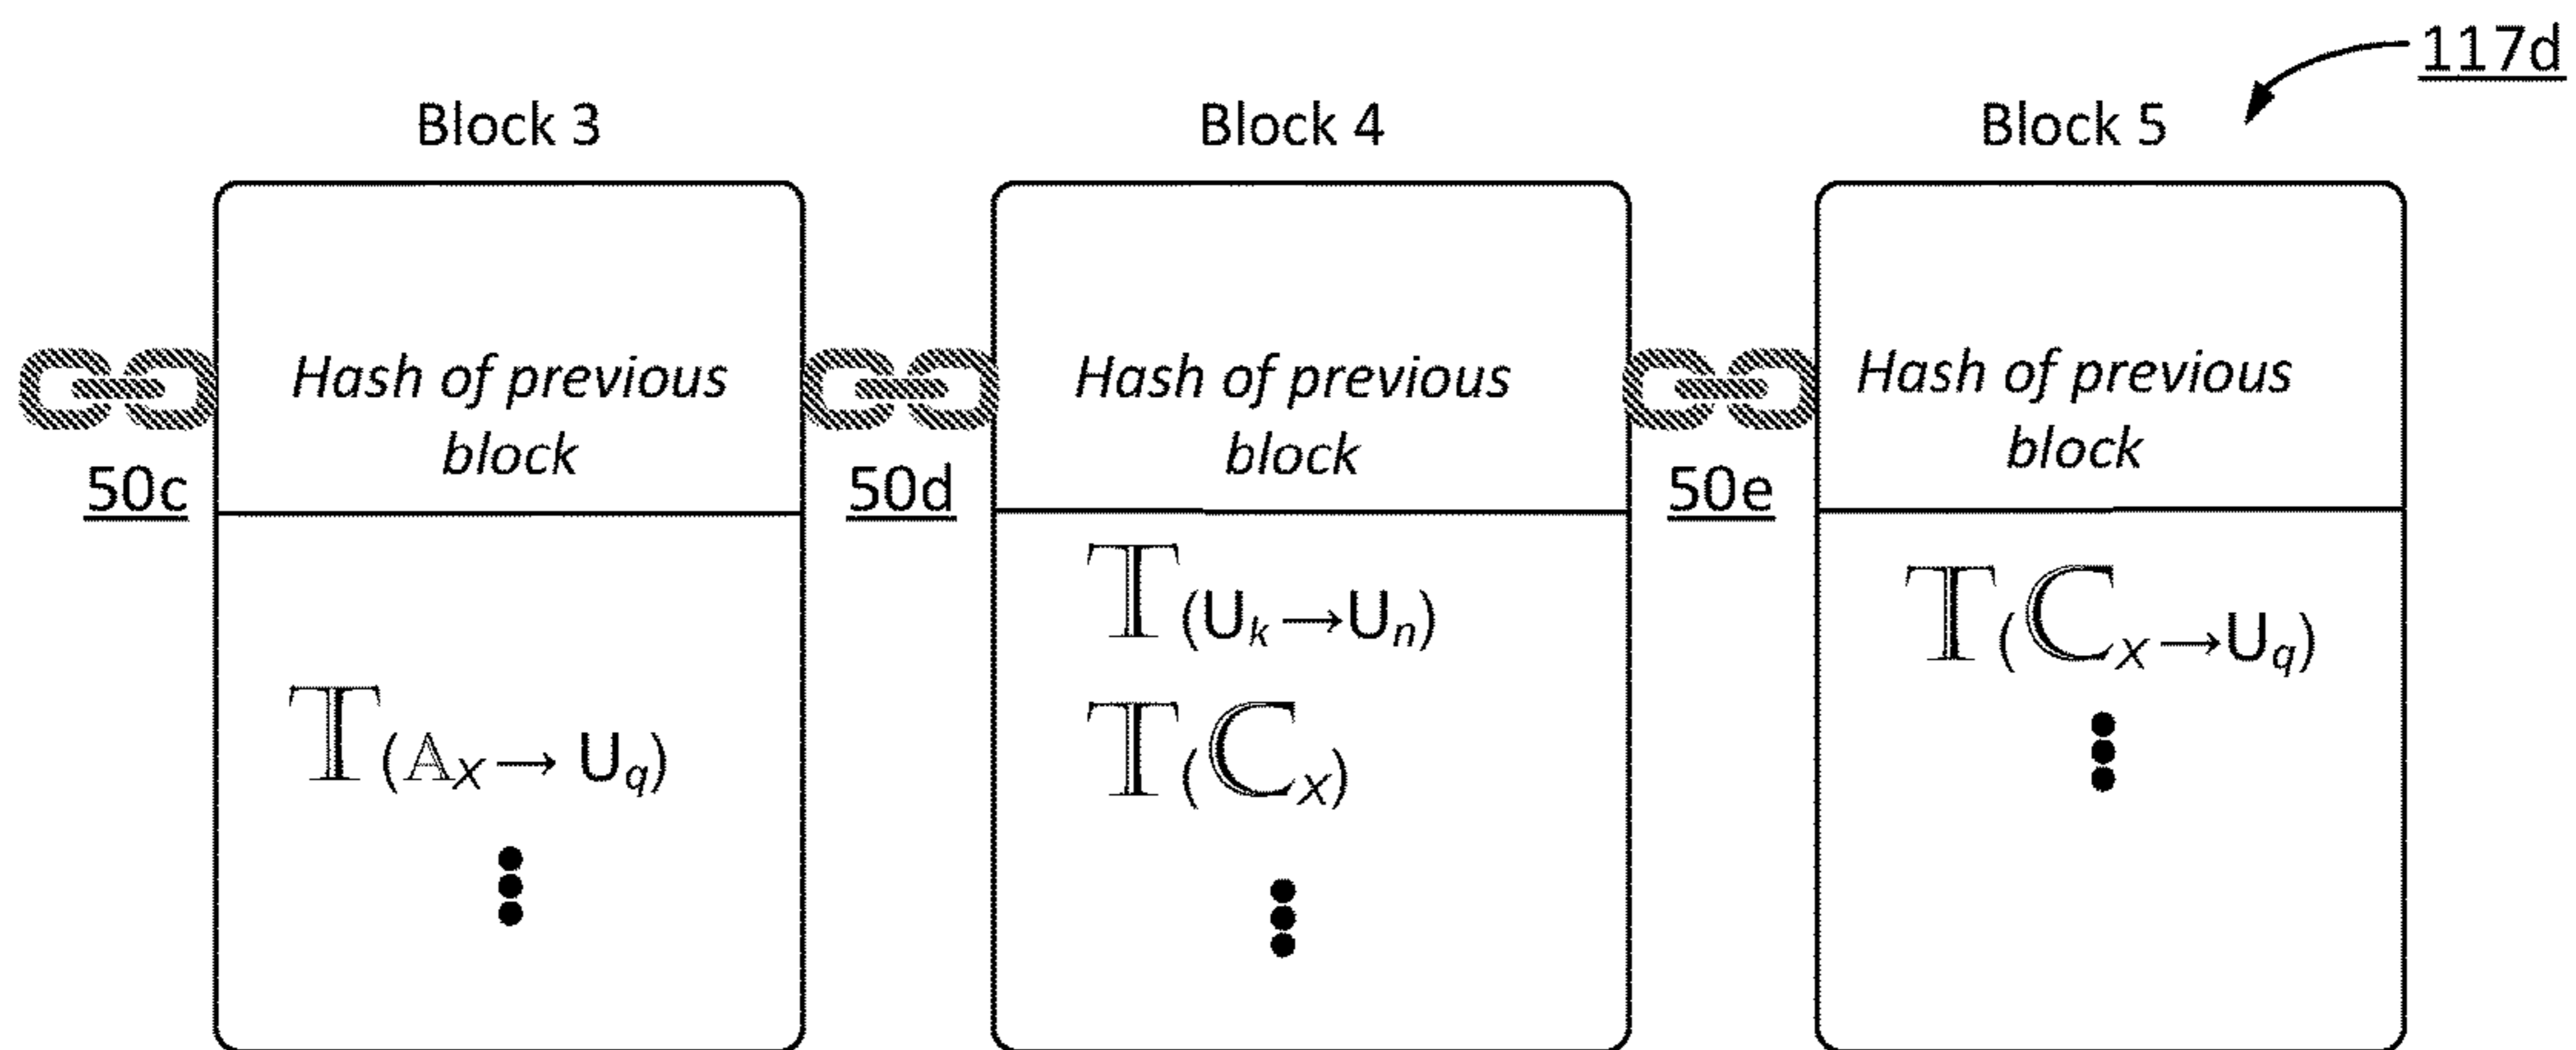 117d
Block 3
Hash of previous
block
50c
𝕋(𝔸X → Uq)
Block 4
Hash of previous
block
50d
𝕋(Uk→Un)
𝕋(ℂX)
Block 5
Hash of previous
block
50e
𝕋(ℂX→Uq)